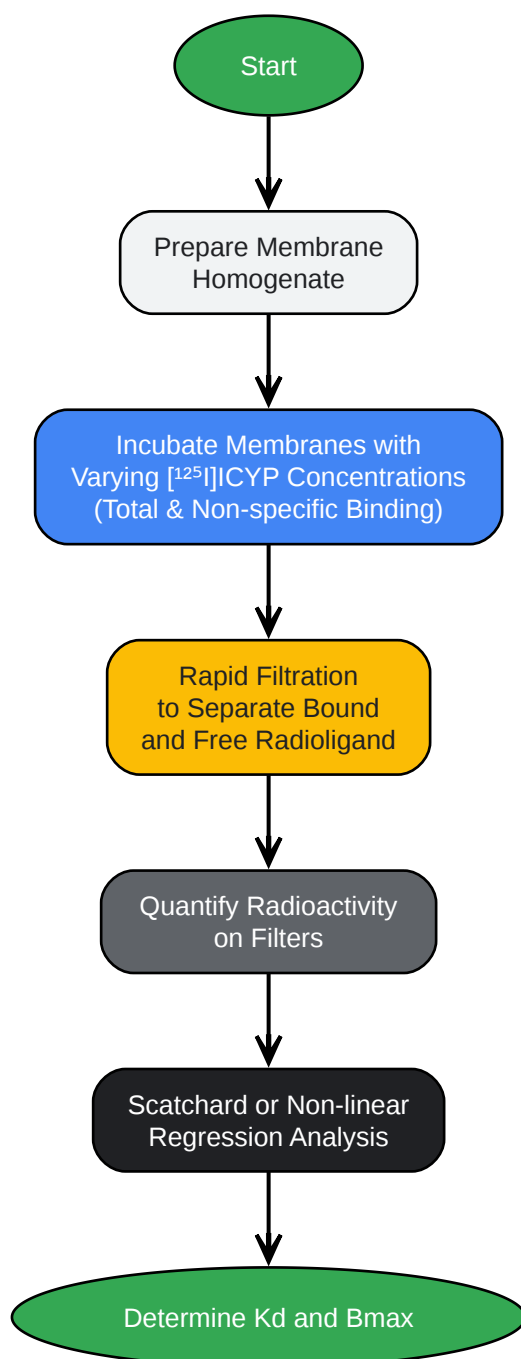 Start
Prepare Membrane
Homogenate
Incubate Membranes with
Varying [¹²⁵I]ICYP Concentrations
(Total & Non-specific Binding)
Rapid Filtration
to Separate Bound
and Free Radioligand
Quantify Radioactivity
on Filters
Scatchard or Non-linear
Regression Analysis
Determine Kd and Bmax